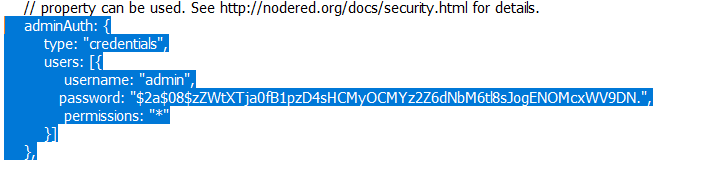 // property can be used. See http://nodered.org/docs/security.html for details.
adminAuth: {
type: "credentials",
users: [{
username: "admin",
password: "$2a$08$zZWtXTja0fB1pzD4sHCMyOCMYz2Z6dNbM6tl8sJogENOMcxWV9DN.",
permissions: "*"
}]
},